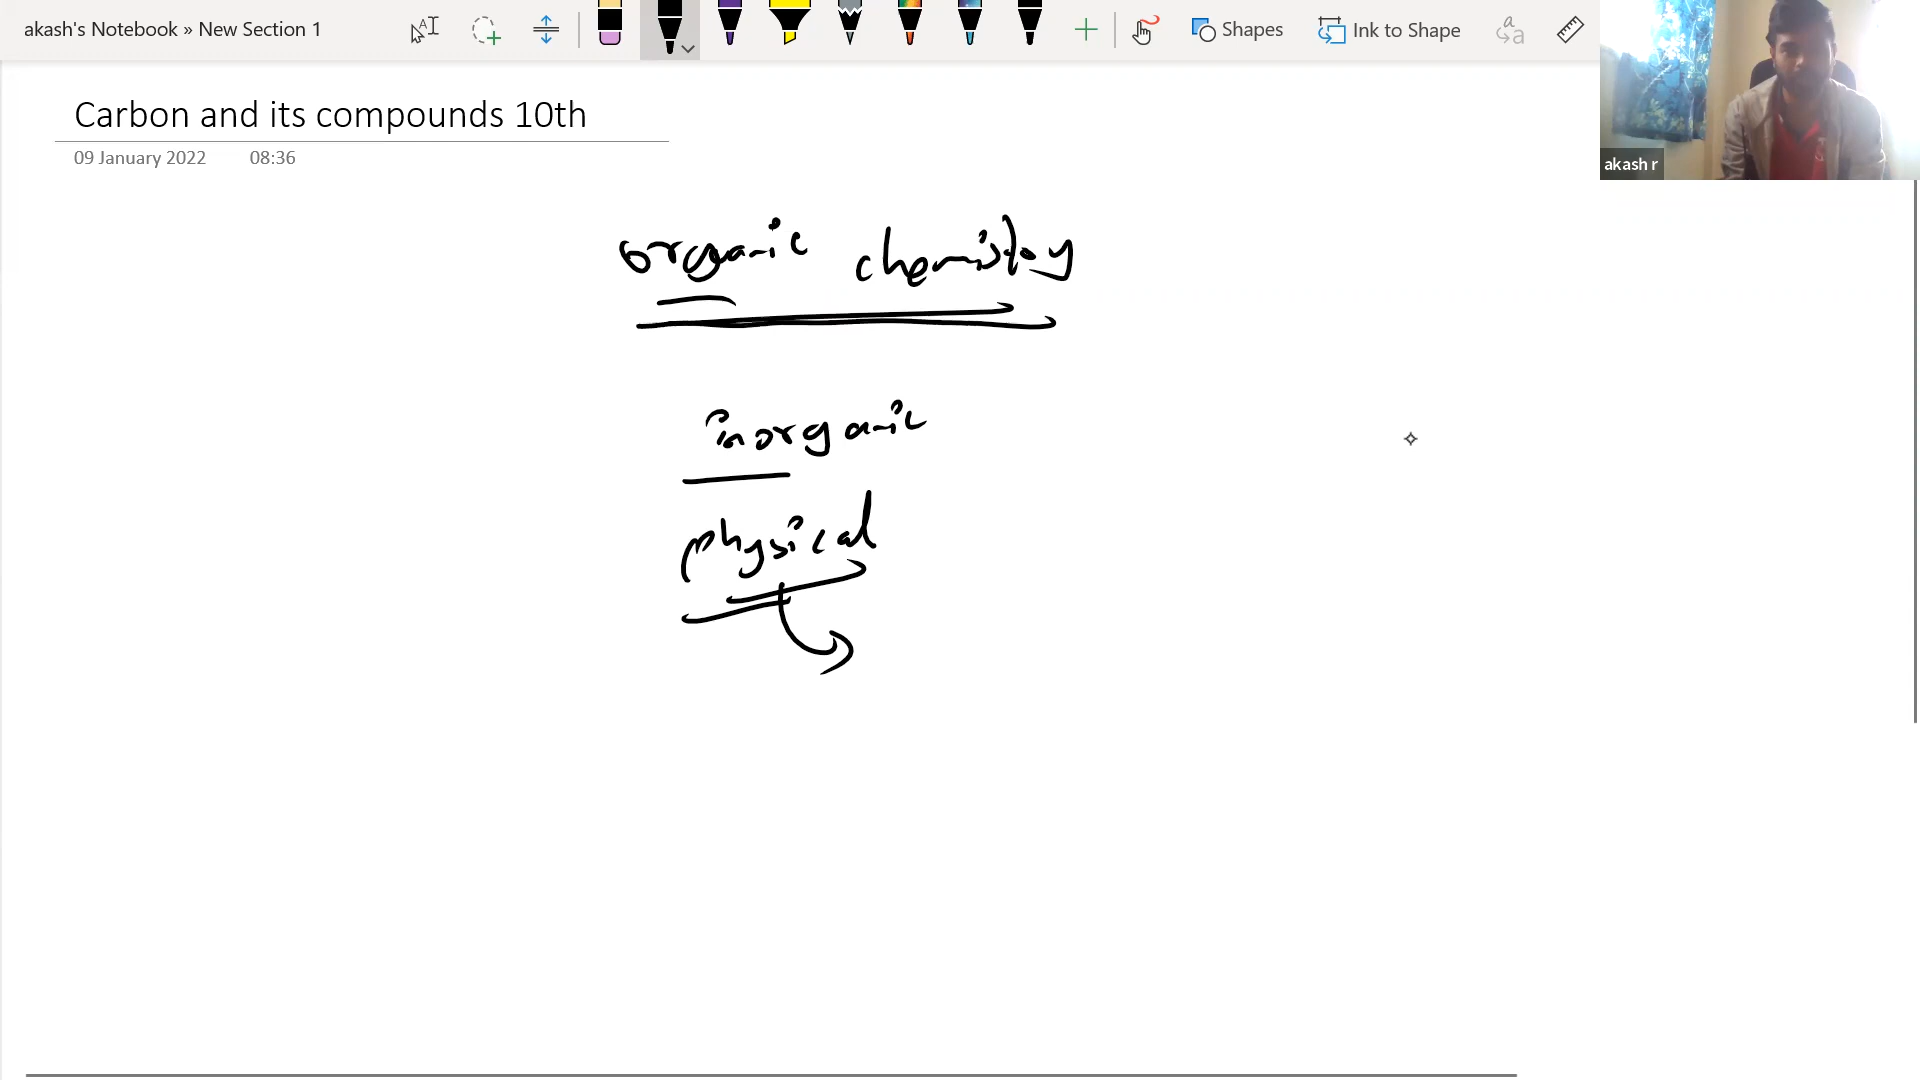 akash's Notebook » New Section 1
Shapes
Ink to Shape
akash r
Carbon and its compounds 10th
09 January 2022 08:36
organic chemistry
inorganic
physical